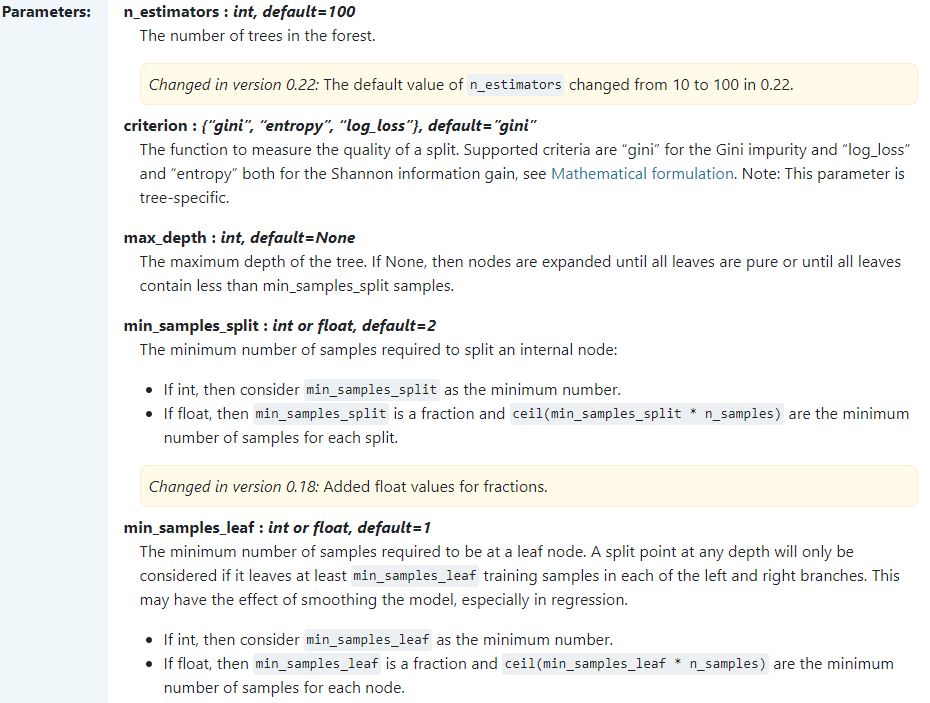 Parameters:
n_estimators : int, default=100
The number of trees in the forest.
Changed in version 0.22: The default value of n_estimators changed from 10 to 100 in 0.22.
criterion : {“gini”, “entropy”, “log_loss”}, default=”gini”
The function to measure the quality of a split. Supported criteria are “gini” for the Gini impurity and “log_loss”
and “entropy” both for the Shannon information gain, see Mathematical formulation. Note: This parameter is
tree-specific.
max_depth : int, default=None
The maximum depth of the tree. If None, then nodes are expanded until all leaves are pure or until all leaves
contain less than min_samples_split samples.
min_samples_split : int or float, default=2
The minimum number of samples required to split an internal node:
• If int, then consider min_samples_split as the minimum number.
• If float, then min_samples_split is a fraction and ceil(min_samples_split * n_samples) are the minimum
number of samples for each split.
Changed in version 0.18: Added float values for fractions.
min_samples_leaf : int or float, default=1
The minimum number of samples required to be at a leaf node. A split point at any depth will only be
considered if it leaves at least min_samples_leaf training samples in each of the left and right branches. This
may have the effect of smoothing the model, especially in regression.
• If int, then consider min_samples_leaf as the minimum number.
• If float, then min_samples_leaf is a fraction and ceil(min_samples_leaf * n_samples) are the minimum
number of samples for each node.